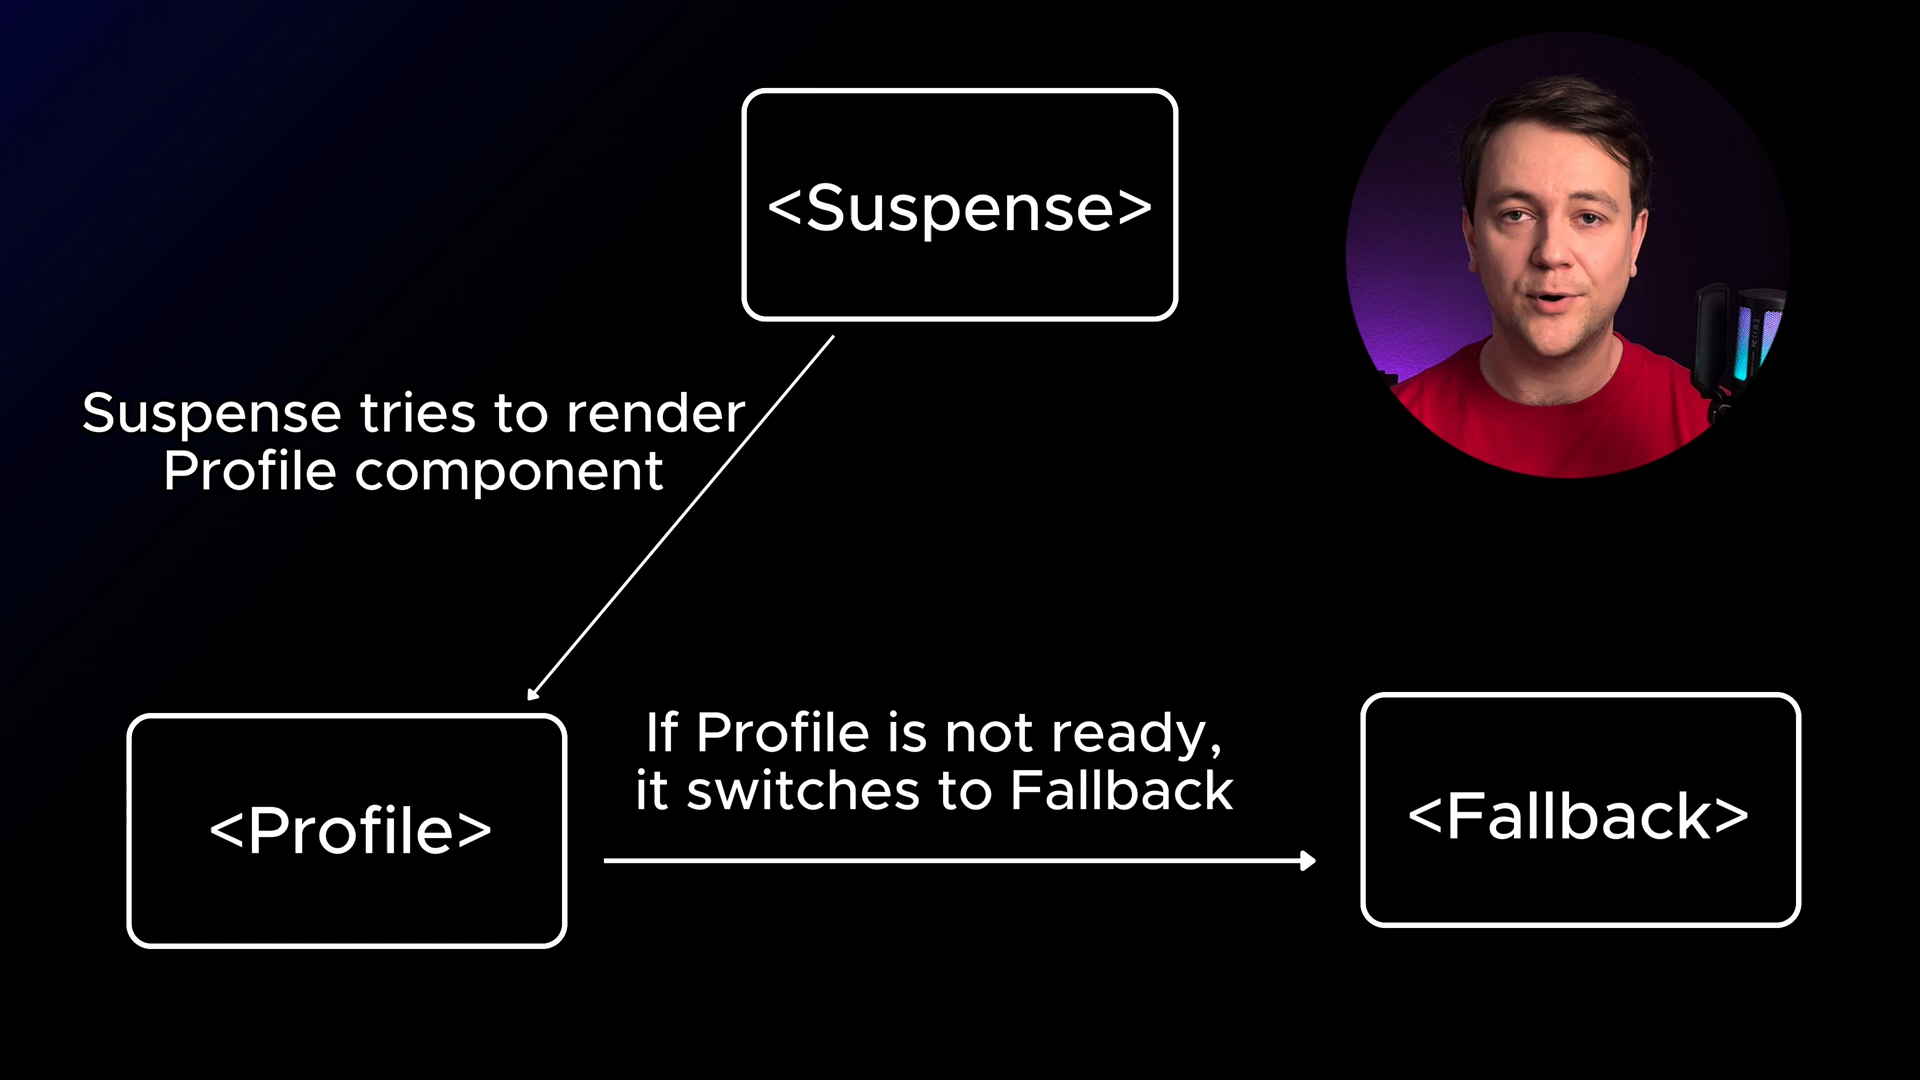 <Suspense>
Suspense tries to render
Profile component
If Profile is not ready,
it switches to Fallback
<Profile>
<Fallback>